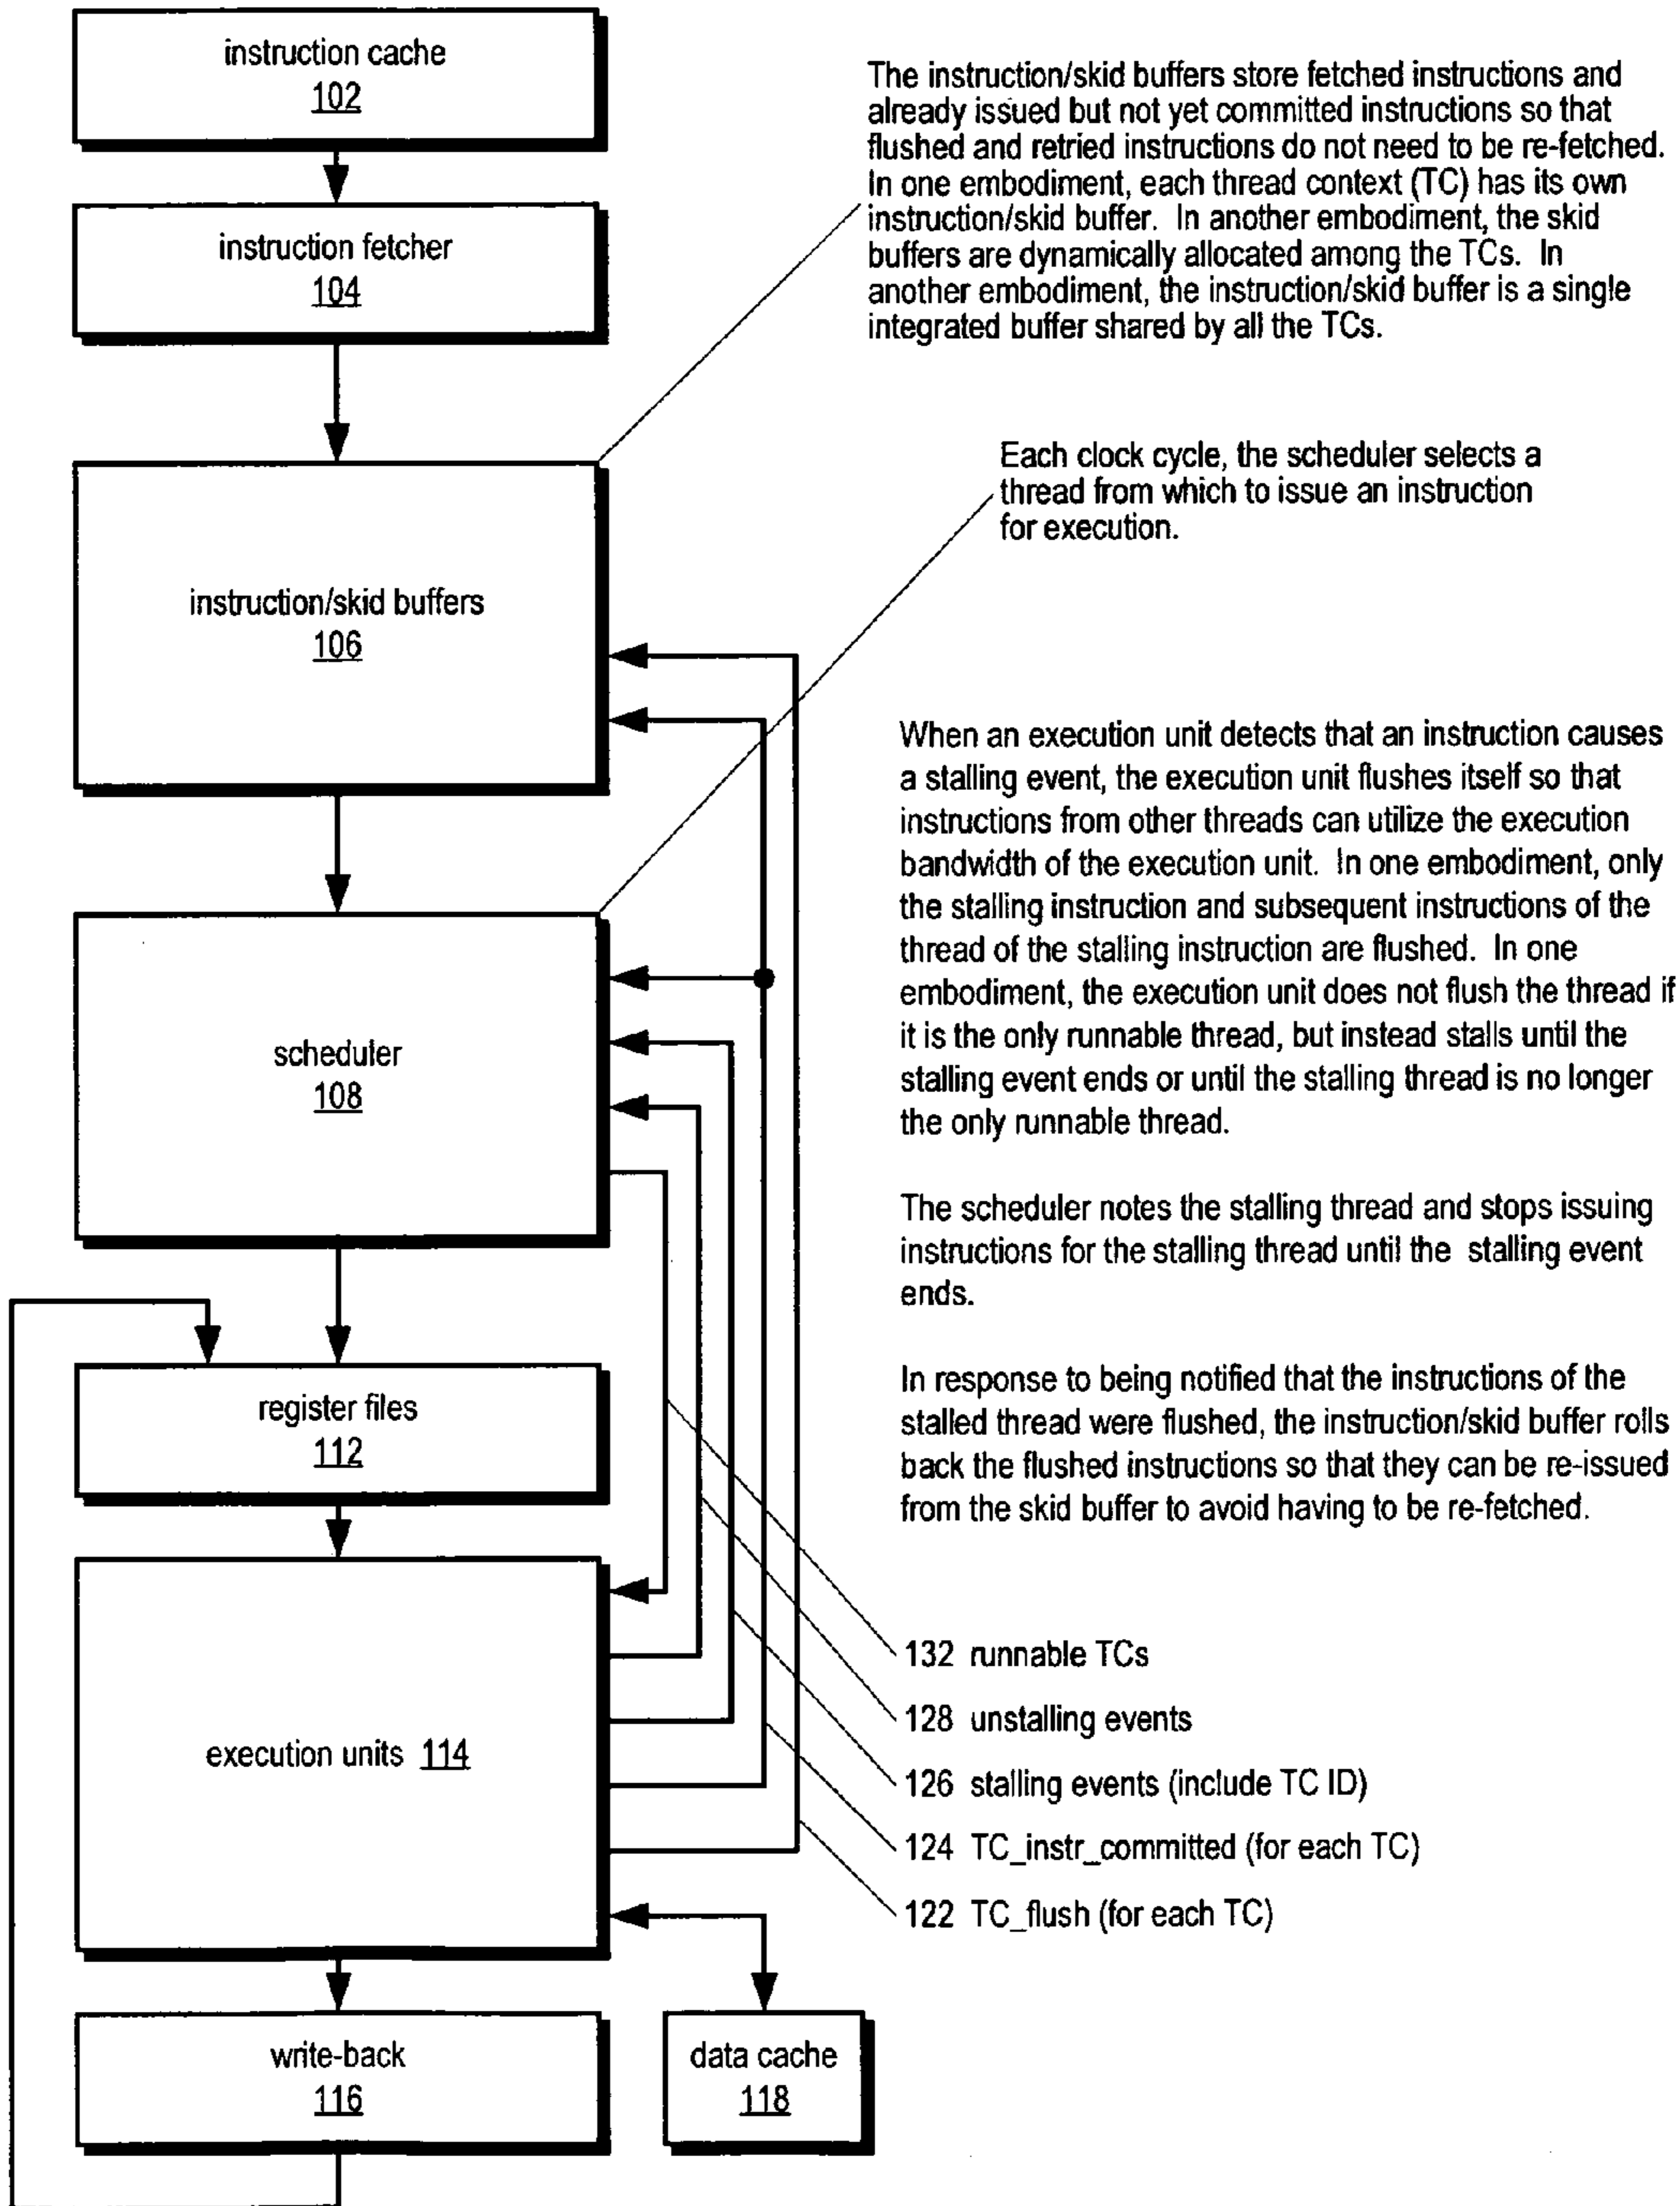 instruction cache
102
The instruction/skid buffers store fetched instructions and
already issued but not yet committed instructions so that
flushed and retried instructions do not need to be re-fetched.
In one embodiment, each thread context (TC) has its own
instruction/skid buffer. In another embodiment, the skid
buffers are dynamically allocated among the TCs. In
another embodiment, the instruction/skid buffer is a single
integrated buffer shared by all the TCs.
instruction fetcher
104
Each clock cycle, the scheduler selects a
thread from which to issue an instruction
for execution.
instruction/skid buffers
106
When an execution unit detects that an instruction causes
a stalling event, the execution unit flushes itself so that
instructions from other threads can utilize the execution
bandwidth of the execution unit. In one embodiment, only
the stalling instruction and subsequent instructions of the
thread of the stalling instruction are flushed. In one
embodiment, the execution unit does not flush the thread if
it is the only runnable thread, but instead stalls until the
stalling event ends or until the stalling thread is no longer
the only runnable thread.
scheduler
108
The scheduler notes the stalling thread and stops issuing
instructions for the stalling thread until the stalling event
ends.
In response to being notified that the instructions of the
stalled thread were flushed, the instruction/skid buffer rolls
back the flushed instructions so that they can be re-issued
from the skid buffer to avoid having to be re-fetched.
register files
112
132 runnable TCs
128 unstalling events
126 stalling events (include TC ID)
124 TC_instr_committed (for each TC)
122 TC_flush (for each TC)
execution units 114
write-back
116
data cache
118